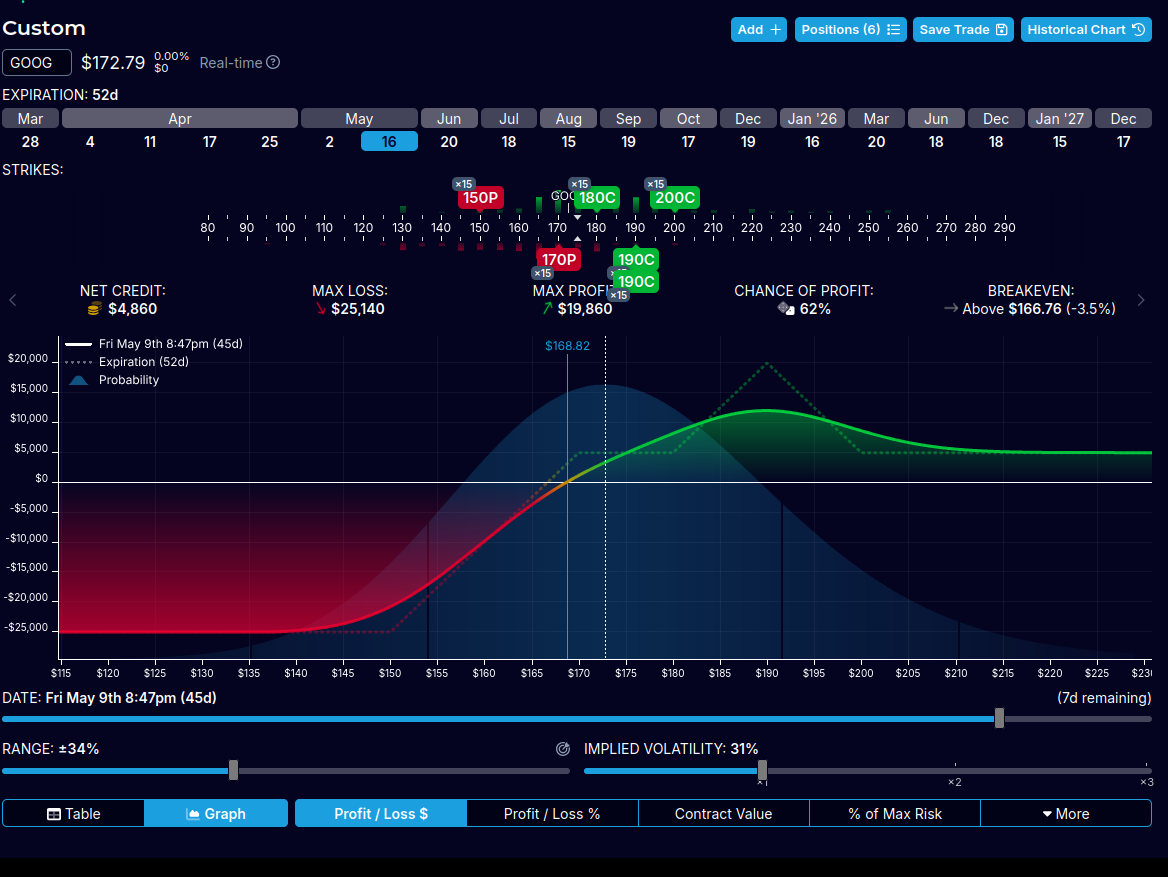 Custom
Add
Positions (6)
Save Trade
Historical Chart
GOOG $172.79 0.00% $0 Real-time ?
EXPIRATION: 52d
Mar Apr May Jun Jul Aug Sep Oct Dec Jan '26 Mar Jun Dec Jan '27 Dec
28 4 11 17 25 2 16 20 18 15 19 17 19 16 20 18 18 15 17
STRIKES:
×15 ×15 ×15
150P GOO 180C 200C
80 90 100 110 120 130 140 150 160 170 180 190 200 210 220 230 240 250 260 270 280 290
170P 190C
×15 15
190C
×15
NET CREDIT: MAX LOSS: MAX PROFIT CHANCE OF PROFIT: BREAKEVEN:
$4,860 $25,140 $19,860 62% Above $166.76 (-3.5%)
Fri May 9th 8:47pm (45d)
Expiration (52d)
Probability
$168.82
$20,000
$15,000
$10,000
$5,000
$0
-$5,000
-$10,000
-$15,000
-$20,000
-$25,000
$115 $120 $125 $130 $135 $140 $145 $150 $155 $160 $165 $170 $175 $180 $185 $190 $195 $200 $205 $210 $215 $220 $225 $230
DATE: Fri May 9th 8:47pm (45d) (7d remaining)
RANGE: ±34% IMPLIED VOLATILITY: 31%
×1 ×2 ×3
Table
Graph
Profit / Loss $
Profit / Loss %
Contract Value
% of Max Risk
More